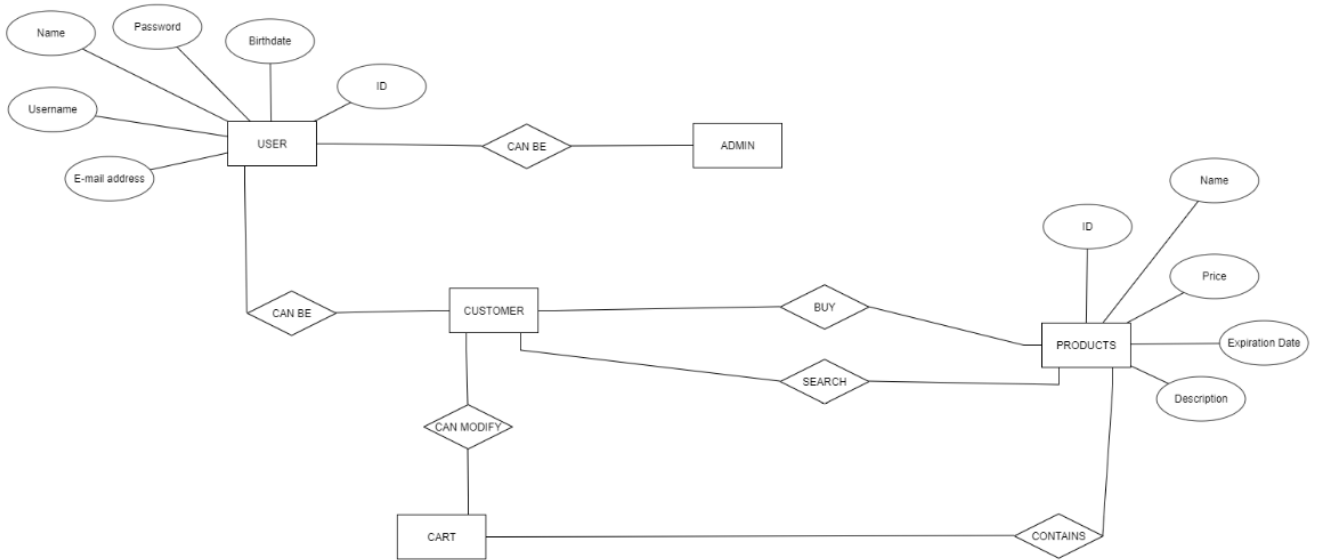 Name
Password
Birthdate
ID
Username
E-mail address
USER
CAN BE
ADMIN
Name
ID
Price
CAN BE
CUSTOMER
BUY
PRODUCTS
Expiration Date
SEARCH
Description
CAN MODIFY
CART
CONTAINS